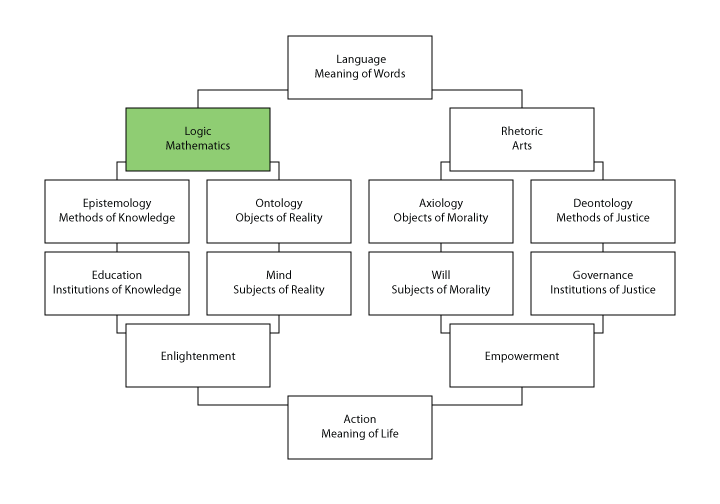 Language
Meaning of Words
Logic
Mathematics
Rhetoric
Arts
Epistemology
Methods of Knowledge
Ontology
Objects of Reality
Axiology
Objects of Morality
Deontology
Methods of Justice
Education
Institutions of Knowledge
Mind
Subjects of Reality
Will
Subjects of Morality
Governance
Institutions of Justice
Enlightenment
Empowerment
Action
Meaning of Life